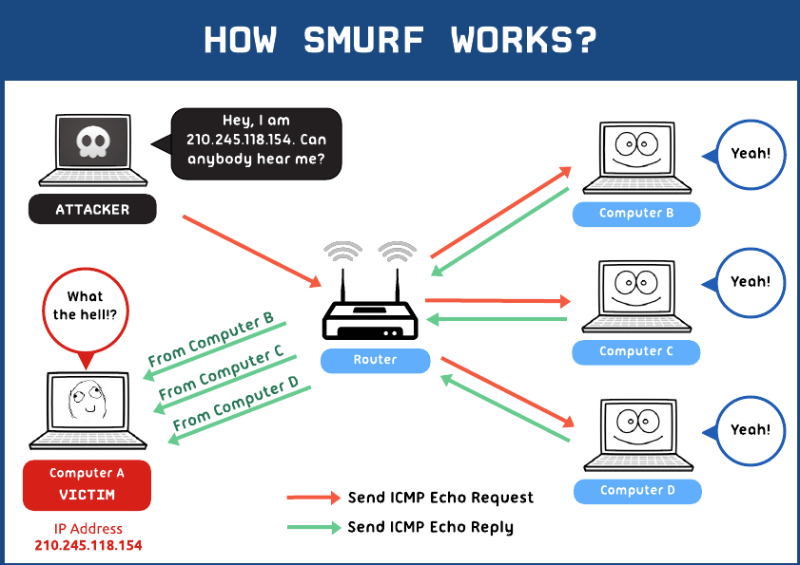 HOW SMURF WORKS?
Hey, I am
210.245.118.154. Can
anybody hear me?
ATTACKER
Yeah!
Computer B
What
the hell!?
From Computer B
From Computer C
From Computer D
Router
Yeah!
Computer C
Yeah!
Computer D
Computer A
VICTIM
IP Address
210.245.118.154
Send ICMP Echo Request
Send ICMP Echo Reply